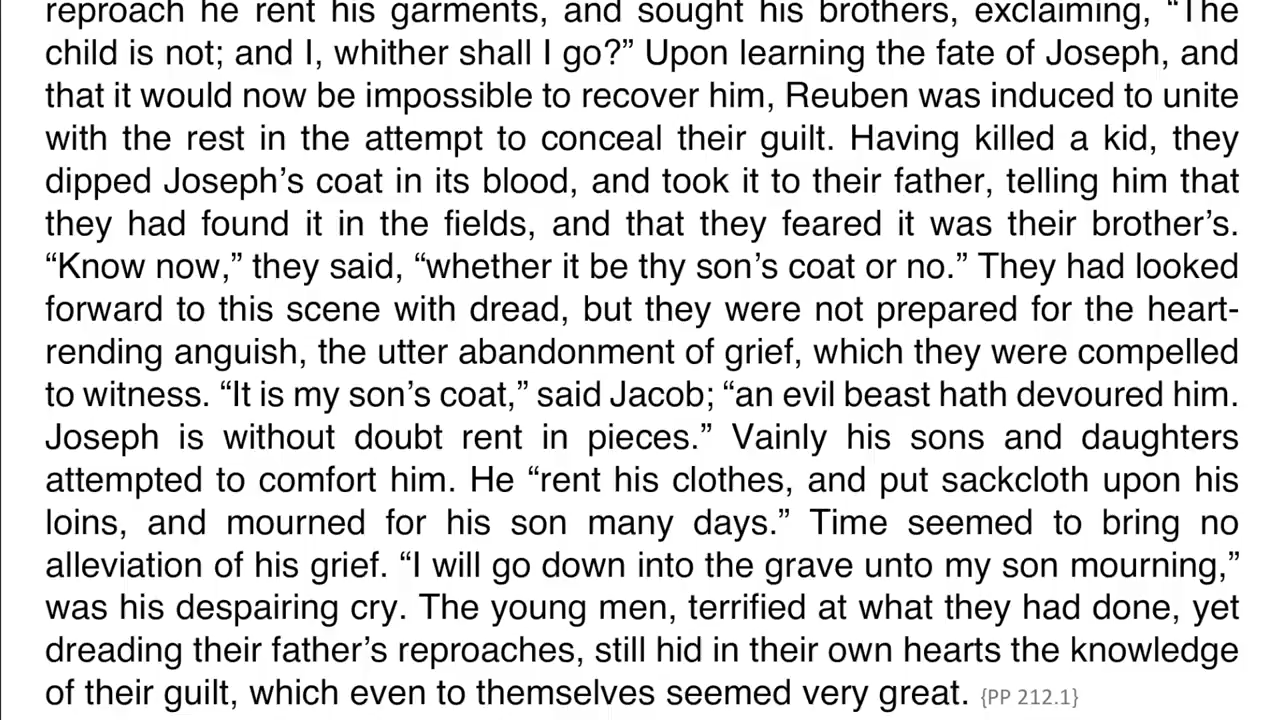 reproach he rent his garments, and sought his brothers, exclaiming, “The
child is not; and I, whither shall I go?” Upon learning the fate of Joseph, and
that it would now be impossible to recover him, Reuben was induced to unite
with the rest in the attempt to conceal their guilt. Having killed a kid, they
dipped Joseph’s coat in its blood, and took it to their father, telling him that
they had found it in the fields, and that they feared it was their brother’s.
“Know now,” they said, “whether it be thy son’s coat or no.” They had looked
forward to this scene with dread, but they were not prepared for the heart-
rending anguish, the utter abandonment of grief, which they were compelled
to witness. “It is my son’s coat,” said Jacob; “an evil beast hath devoured him.
Joseph is without doubt rent in pieces.” Vainly his sons and daughters
attempted to comfort him. He “rent his clothes, and put sackcloth upon his
loins, and mourned for his son many days.” Time seemed to bring no
alleviation of his grief. “I will go down into the grave unto my son mourning,”
was his despairing cry. The young men, terrified at what they had done, yet
dreading their father’s reproaches, still hid in their own hearts the knowledge
of their guilt, which even to themselves seemed very great. {PP 212.1}